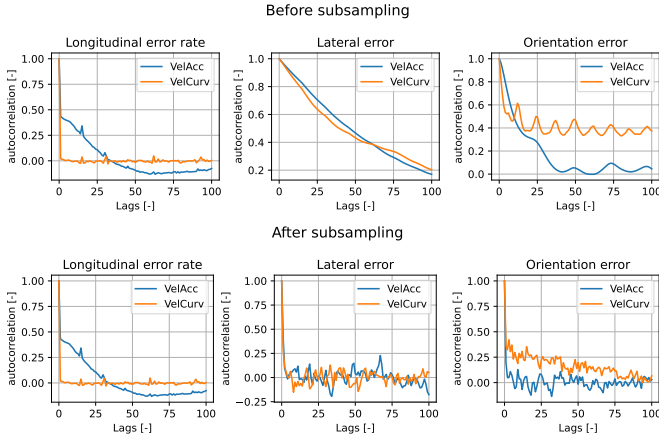 Before subsampling
Longitudinal error rate
Lateral error
Orientation error
autocorrelation [-]
1.00
0.75
0.50
0.25
0.00
VelAcc
VelCurv
0 25 50 75 100
Lags [-]
autocorrelation [-]
1.0
0.8
0.6
0.4
0.2
VelAcc
VelCurv
0 25 50 75 100
Lags [-]
autocorrelation [-]
1.0
0.8
0.6
0.4
0.2
0.0
VelAcc
VelCurv
0 25 50 75 100
Lags [-]
After subsampling
Longitudinal error rate
Lateral error
Orientation error
autocorrelation [-]
1.00
0.75
0.50
0.25
0.00
VelAcc
VelCurv
0 25 50 75 100
Lags [-]
autocorrelation [-]
1.00
0.75
0.50
0.25
0.00
−0.25
VelAcc
VelCurv
0 25 50 75 100
Lags [-]
autocorrelation [-]
1.00
0.75
0.50
0.25
0.00
VelAcc
VelCurv
0 25 50 75 100
Lags [-]